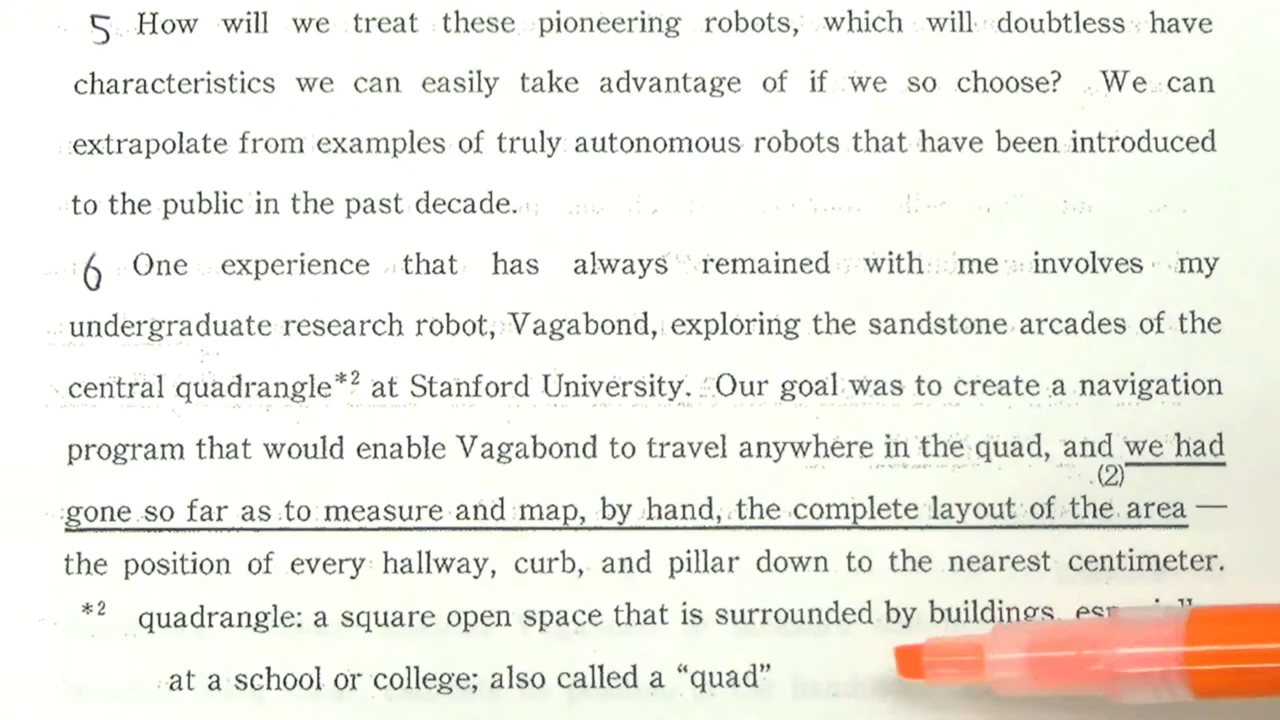 5 How will we treat these pioneering robots, which will doubtless have
characteristics we can easily take advantage of if we so choose? We can
extrapolate from examples of truly autonomous robots that have been introduced
to the public in the past decade.
6 One experience that has always remained with me involves my
undergraduate research robot, Vagabond, exploring the sandstone arcades of the
central quadrangle*2 at Stanford University. Our goal was to create a navigation
program that would enable Vagabond to travel anywhere in the quad, and we had
(2)
gone so far as to measure and map, by hand, the complete layout of the area —
the position of every hallway, curb, and pillar down to the nearest centimeter.
*2 quadrangle: a square open space that is surrounded by buildings,
at a school or college; also called a “quad”